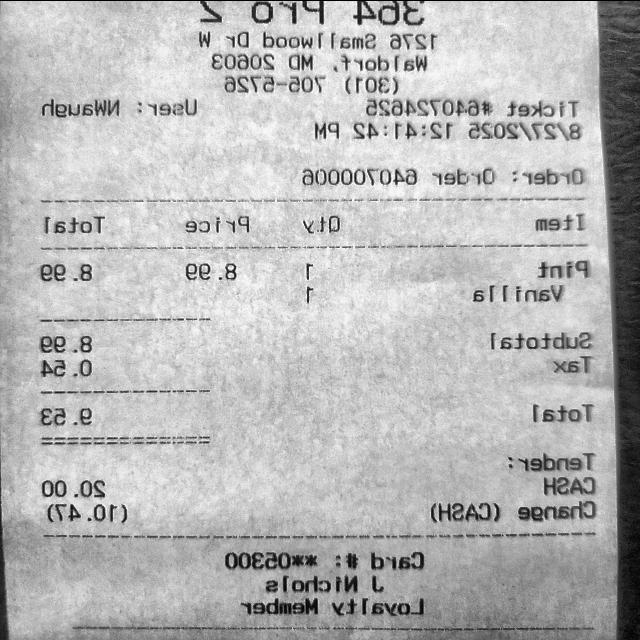 364 Pro 2
1276 Smallwood Dr W
Waldorf, MD 20603
(301) 705-5726
Ticket #640724625 User: NWaugh
8/27/2025 12:41:42 PM
Order: Order 640700006
Item Qty Price Total
Pint 1 8.99 8.99
Vanilla 1
Subtotal 8.99
Tax 0.54
Total 9.53
Tender:
CASH 20.00
Change (CASH) (10.47)
Card #: **05300
J Nichols
Loyalty Member